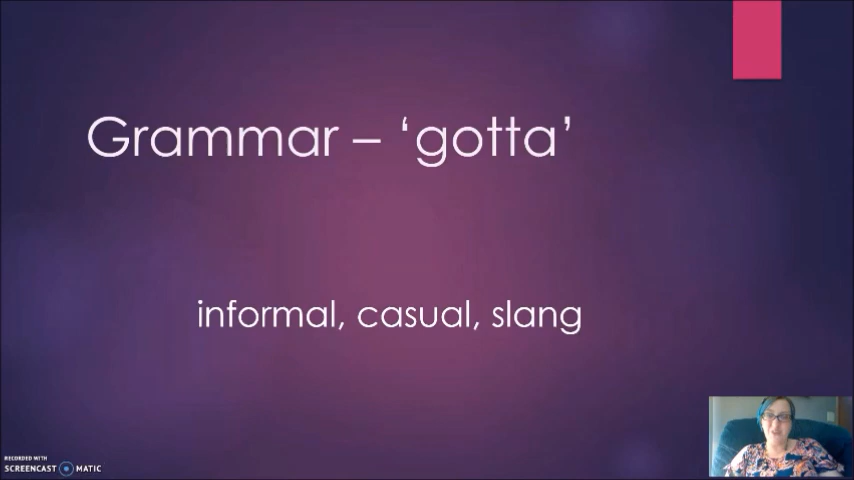 Grammar – ‘gotta’
informal, casual, slang
RECORDED WITH
SCREENCAST MATIC